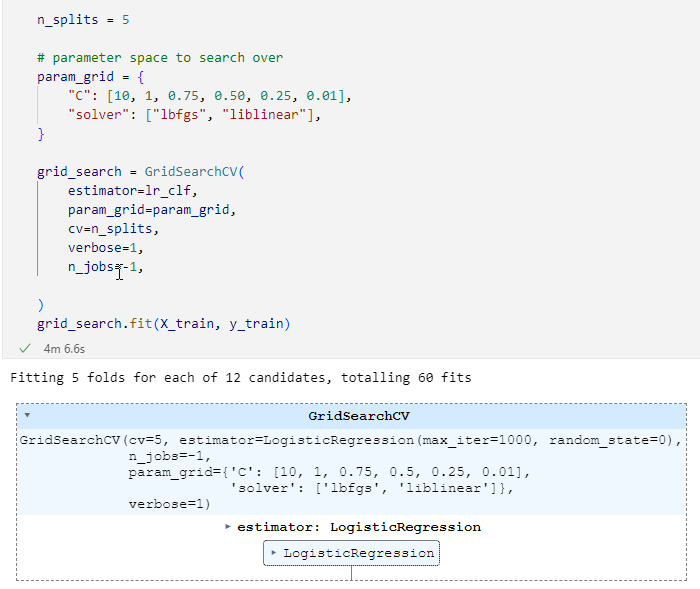 n_splits = 5
# parameter space to search over
param_grid = {
"C": [10, 1, 0.75, 0.50, 0.25, 0.01],
"solver": ["lbfgs", "liblinear"],
}
grid_search = GridSearchCV(
estimator=lr_clf,
param_grid=param_grid,
cv=n_splits,
verbose=1,
n_jobs=-1,
)
grid_search.fit(X_train, y_train)
4m 6.6s
Fitting 5 folds for each of 12 candidates, totalling 60 fits
GridSearchCV
GridSearchCV(cv=5, estimator=LogisticRegression(max_iter=1000, random_state=0),
n_jobs=-1,
param_grid={'C': [10, 1, 0.75, 0.5, 0.25, 0.01],
'solver': ['lbfgs', 'liblinear']},
verbose=1)
estimator: LogisticRegression
LogisticRegression